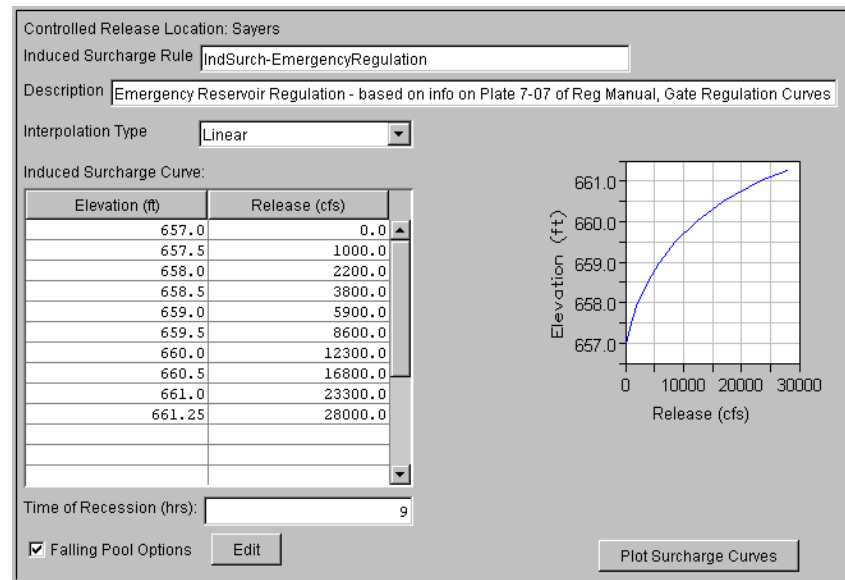 Controlled Release Location: Sayers
Induced Surcharge Rule IndSurch-EmergencyRegulation
Description Emergency Reservoir Regulation - based on info on Plate 7-07 of Reg Manual, Gate Regulation Curves
Interpolation Type Linear
Induced Surcharge Curve:
Elevation (ft) Release (cfs)
657.0 0.0
657.5 1000.0
658.0 2200.0
658.5 3800.0
659.0 5900.0
659.5 8600.0
660.0 12300.0
660.5 16800.0
661.0 23300.0
661.25 28000.0
Elevation (ft)
661.0
660.0
659.0
658.0
657.0
0 10000 20000 30000
Release (cfs)
Time of Recession (hrs): 9
Falling Pool Options Edit
Plot Surcharge Curves